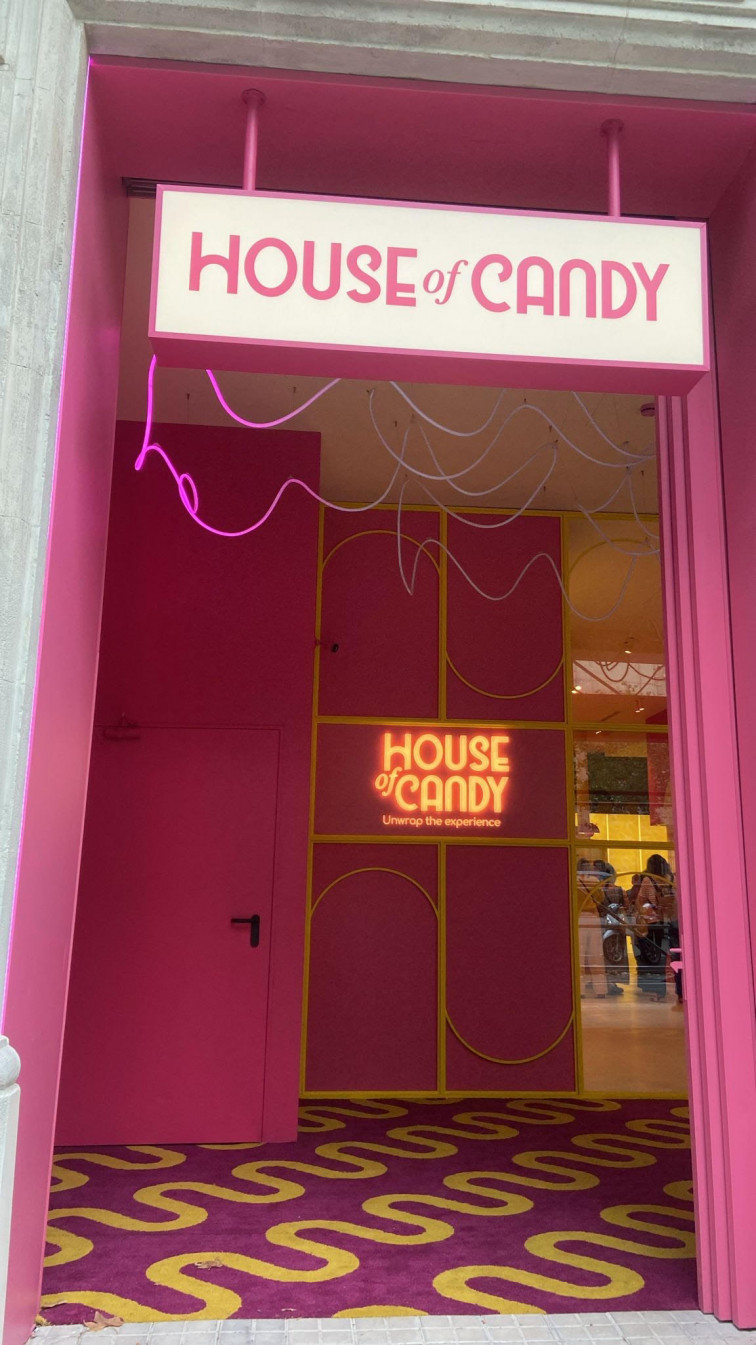 HOUSE of CANDY
HOUSE
of CANDY
Unwrap the experience